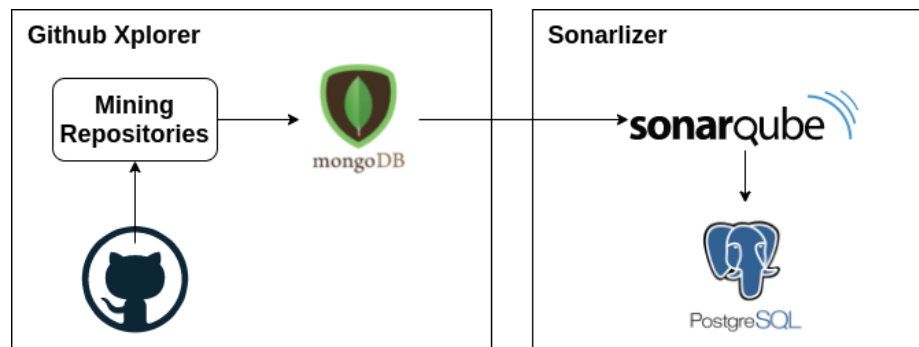 Github Xplorer
Mining
Repositories
mongoDB
Sonarlizer
sonarqube
PostgreSQL